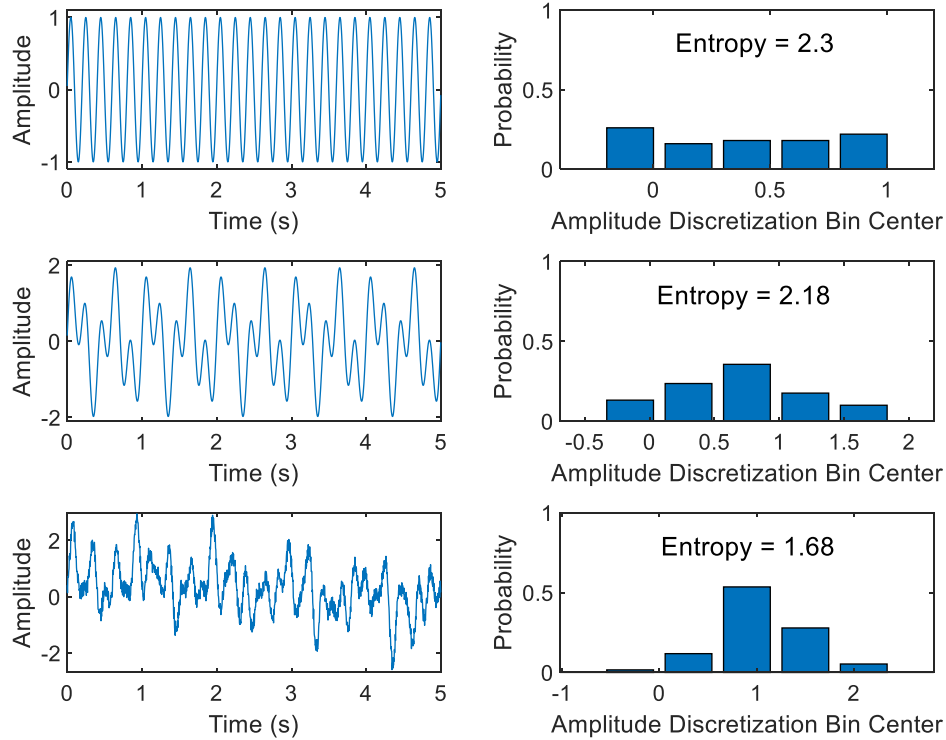 Amplitude
1
0
-1
0 1 2 3 4 5
Time (s)
Probability
1
0.5
0
Entropy = 2.3
0 0.5 1
Amplitude Discretization Bin Center
Amplitude
2
0
-2
0 1 2 3 4 5
Time (s)
Probability
1
0.5
0
Entropy = 2.18
-0.5 0 0.5 1 1.5 2
Amplitude Discretization Bin Center
Amplitude
2
0
-2
0 1 2 3 4 5
Time (s)
Probability
1
0.5
0
Entropy = 1.68
-1 0 1 2
Amplitude Discretization Bin Center